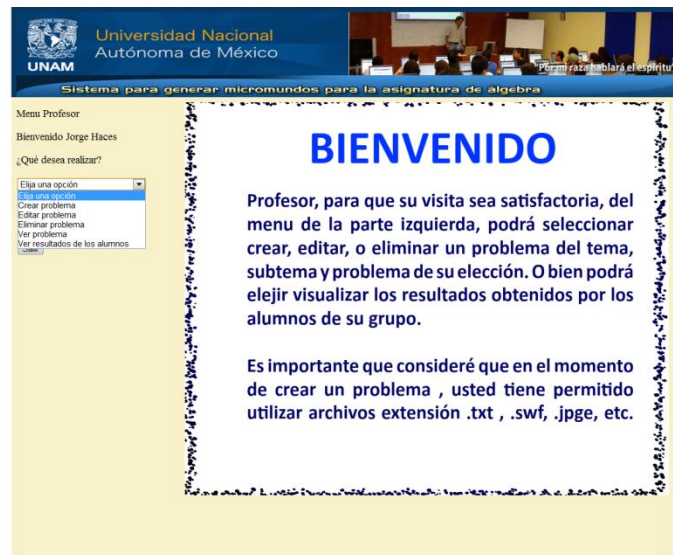 UNAM
Universidad Nacional
Autónoma de México
"Por mi raza hablará el espíritu"
Sistema para generar micromundos para la asignatura de álgebra
Menu Profesor
Bienvenido Jorge Haces
¿Qué desea realizar?
Elija una opción
Elija una opción
Crear problema
Editar problema
Eliminar problema
Ver problema
Ver resultados de los alumnos
Salir
BIENVENIDO
Profesor, para que su visita sea satisfactoria, del
menu de la parte izquierda, podrá seleccionar
crear, editar, o eliminar un problema del tema,
subtema y problema de su elección. O bien podrá
elejir visualizar los resultados obtenidos por los
alumnos de su grupo.
Es importante que consideré que en el momento
de crear un problema , usted tiene permitido
utilizar archivos extensión .txt , .swf, .jpge, etc.